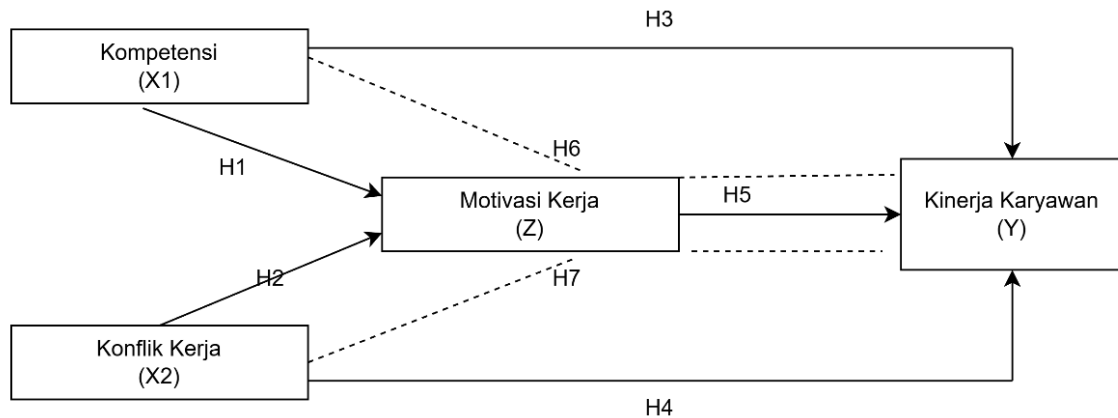 H3
Kompetensi
(X1)
H6
H1
Motivasi Kerja
(Z)
H5
Kinerja Karyawan
(Y)
H2
H7
Konflik Kerja
(X2)
H4